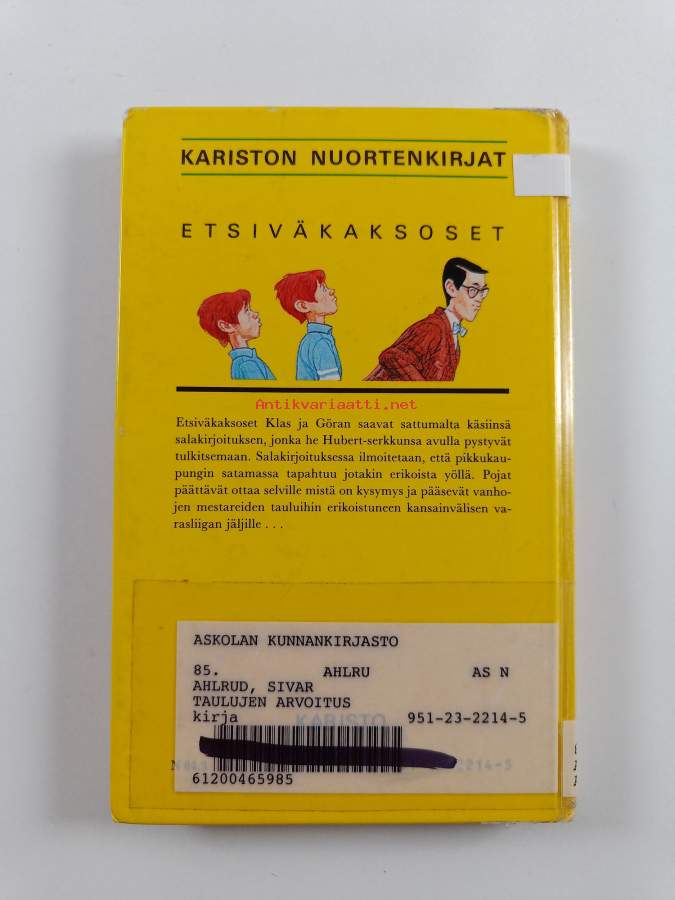 KARISTON NUORTENKIRJAT
ETSIVÄKAKSOSET
Antikvariaatti.net
Etsiväkaksoset Klas ja Göran saavat sattumalta käsiinsä
salakirjoituksen, jonka he Hubert-serkkunsa avulla pystyvät
tulkitsemaan. Salakirjoituksessa ilmoitetaan, että pikkukau-
pungin satamassa tapahtuu jotakin erikoista yöllä. Pojat
päättävät ottaa selville mistä on kysymys ja pääsevät vanho-
jen mestareiden tauluihin erikoistuneen kansainvälisen va-
rasliigan jäljille . . .
ASKOLAN KUNNANKIRJASTO
85. AHLRU AS N
AHLRUD, SIVAR
TAULUJEN ARVOITUS
kirja KARISTO 951-23-2214-5
2214-5
61200465985